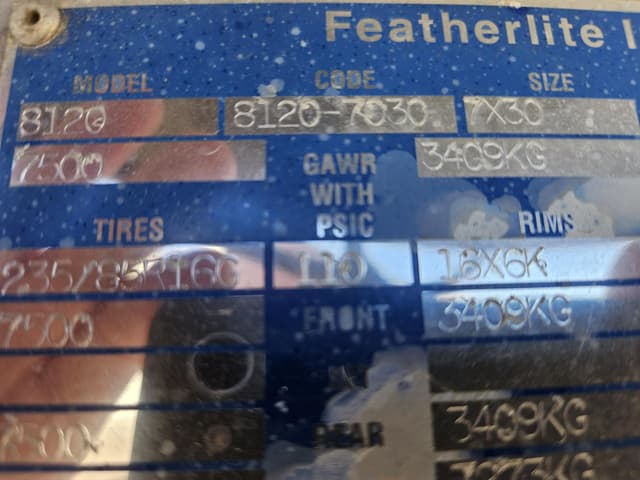 Featherlite I
MODEL CODE SIZE
8120 8120-7030 7X30
7500 GAWR 3409KG
WITH
TIRES PSIC RIMS
235/85R16G 110 16X6K
7500 FRONT 3409KG
7500 REAR 3409KG